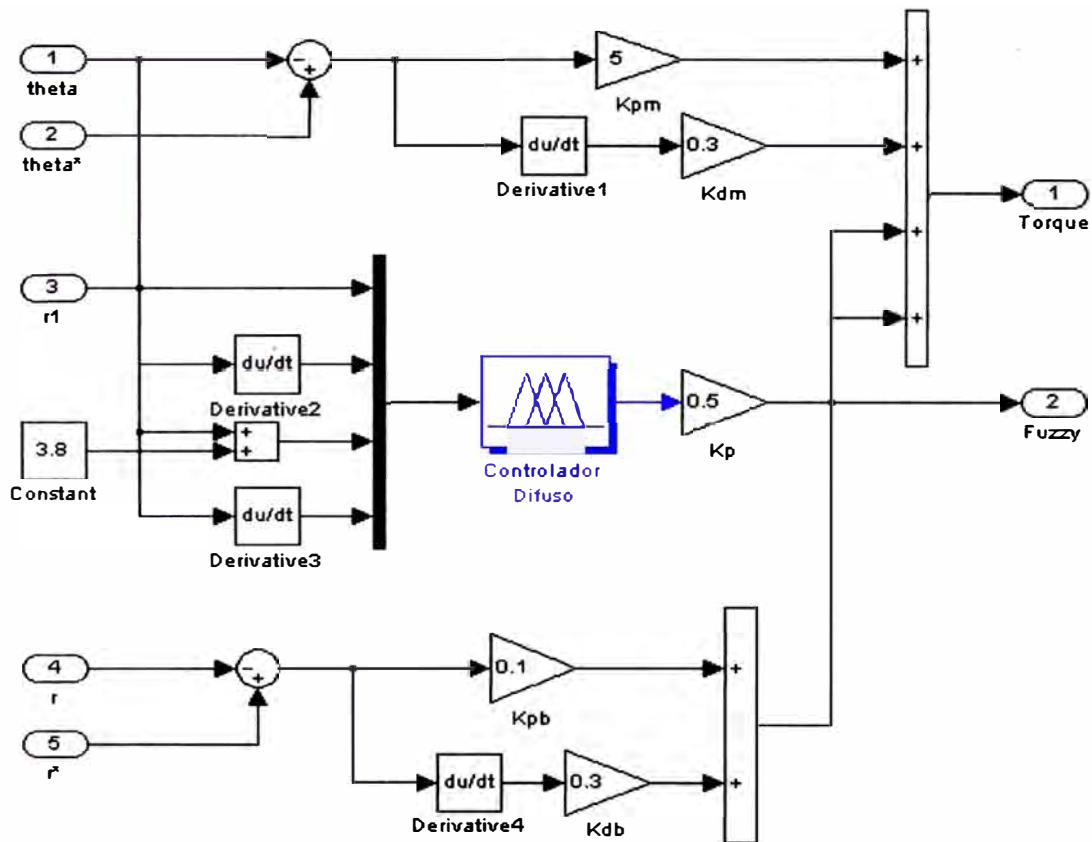 1
theta
2
theta*
-
+
5
Kpm
du/dt
Derivative1
0.3
Kdm
+
+
+
+
1
Torque
3
r1
du/dt
Derivative2
3.8
Constant
+
+
du/dt
Derivative3
Controlador
Difuso
0.5
Kp
2
Fuzzy
4
r
5
r*
-
+
0.1
Kpb
du/dt
Derivative4
0.3
Kdb
+
+